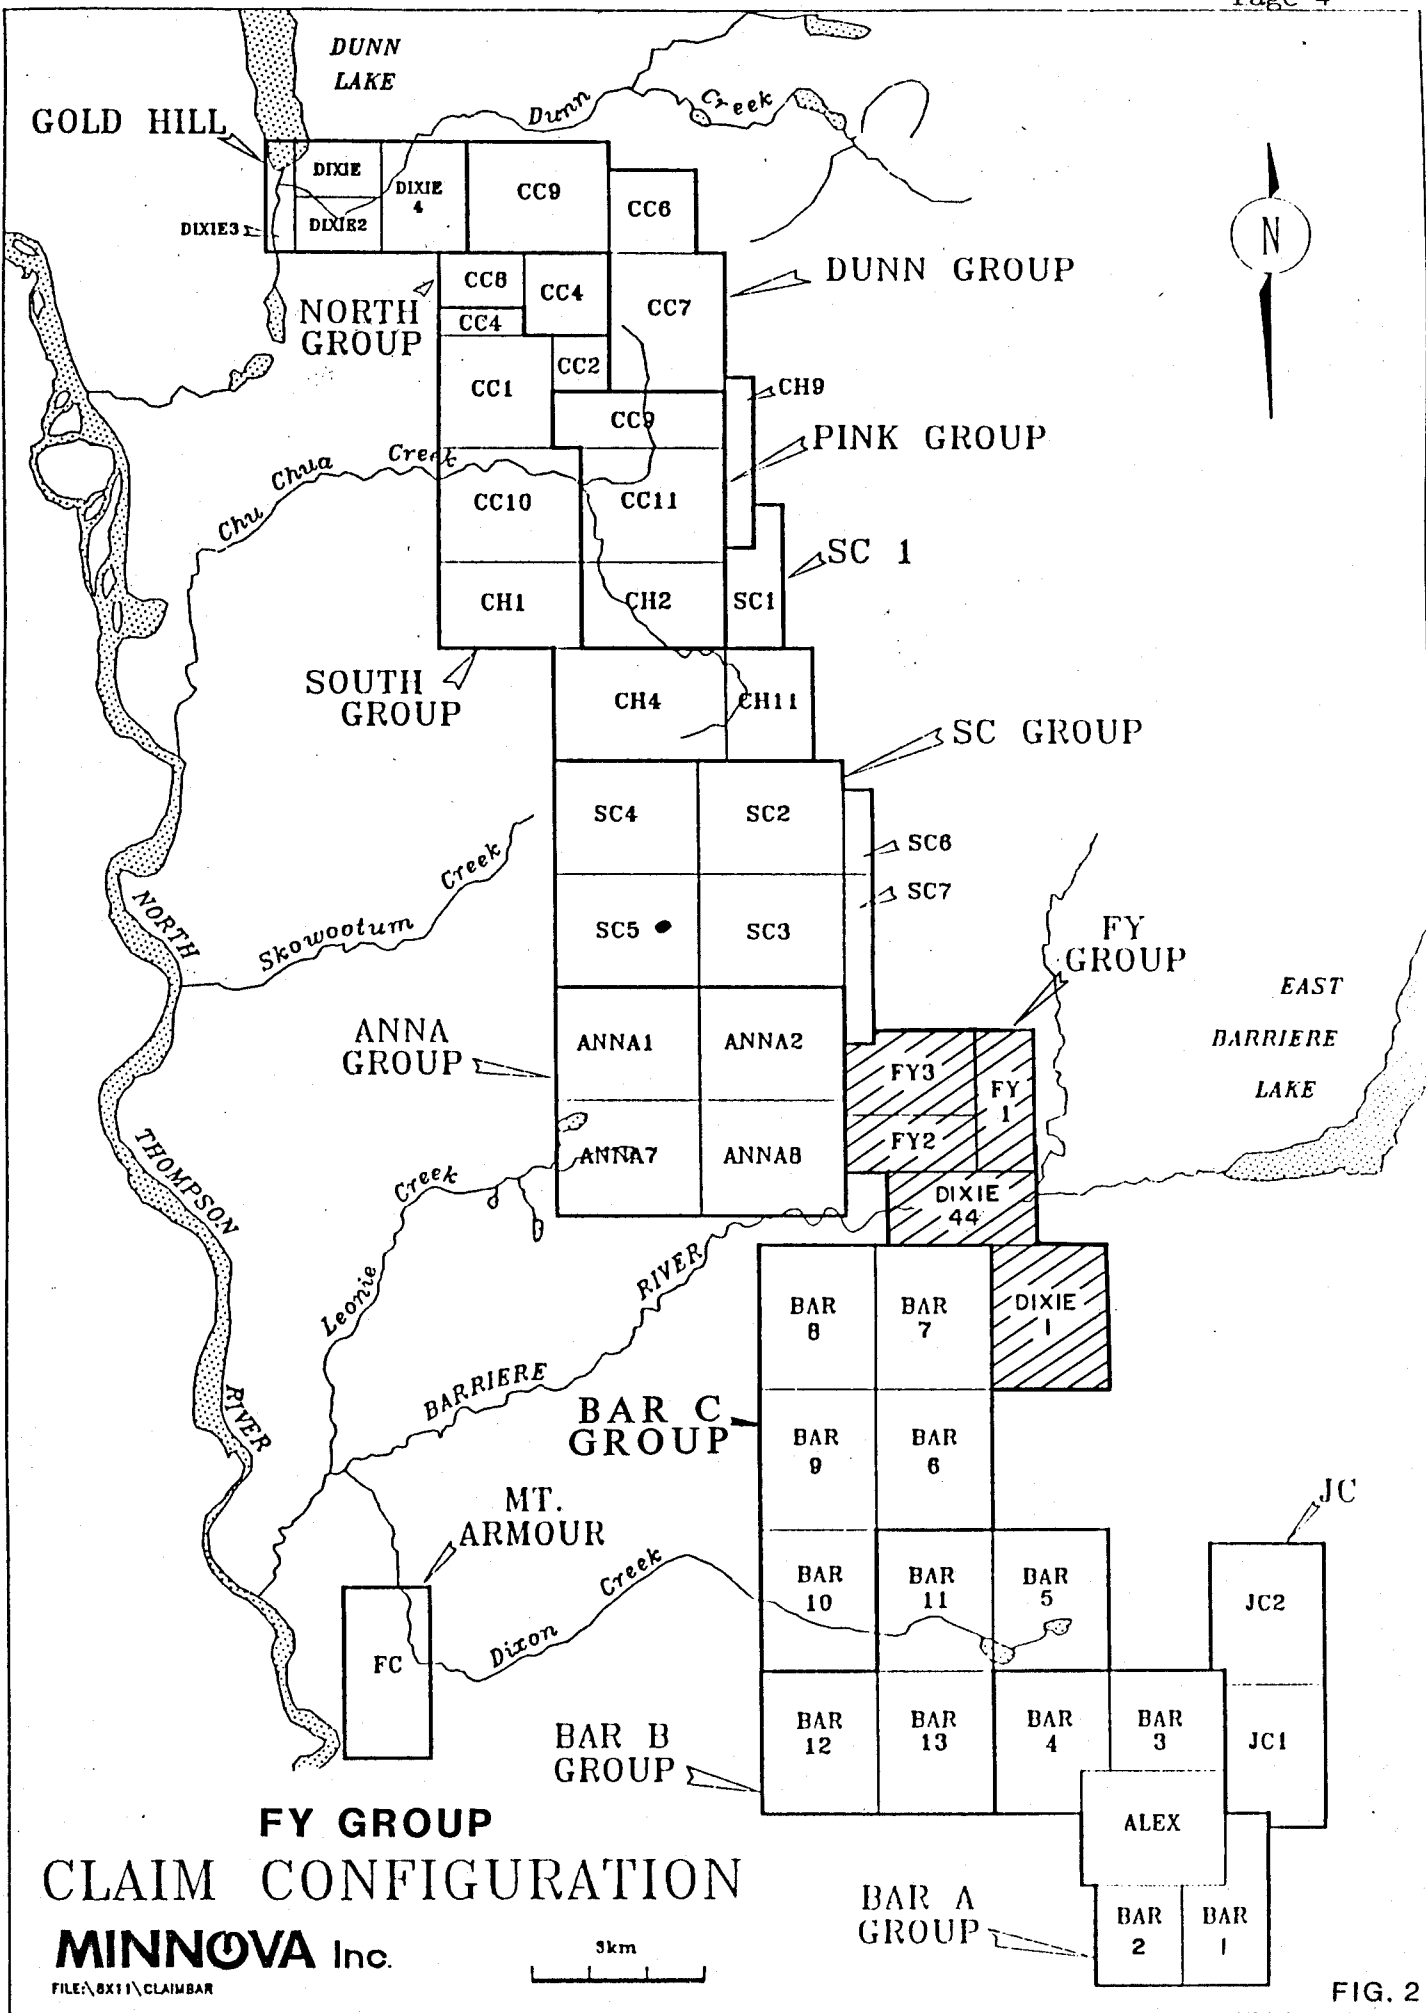 Page 4
DUNN
LAKE
GOLD HILL
Dunn
Creek
DIXIE
DIXIE
4
CC9
CC6
DIXIE2
DIXIE3
N
DUNN GROUP
CC8
CC4
CC7
NORTH
GROUP
CC4
CC2
CC1
CH9
CC9
PINK GROUP
Chu Chua Creek
CC10
CC11
SC 1
CH1
CH2
SC1
SOUTH
GROUP
CH4
CH11
SC GROUP
SC4
SC2
SC6
SC7
Skowootum Creek
SC5
SC3
FY
GROUP
EAST
BARRIERE
LAKE
NORTH
THOMPSON
RIVER
ANNA
GROUP
ANNA1
ANNA2
FY3
FY
1
FY2
ANNA7
ANNA8
DIXIE
44
Leonie Creek
BARRIERE RIVER
BAR
8
BAR
7
DIXIE
1
BAR C
GROUP
BAR
9
BAR
6
MT.
ARMOUR
JC
Dixon Creek
BAR
10
BAR
11
BAR
5
JC2
FC
BAR B
GROUP
BAR
12
BAR
13
BAR
4
BAR
3
JC1
ALEX
FY GROUP
CLAIM CONFIGURATION
BAR A
GROUP
BAR
2
BAR
1
MINNOVA Inc.
3km
FILE:\8X11\CLAIMBAR
FIG. 2